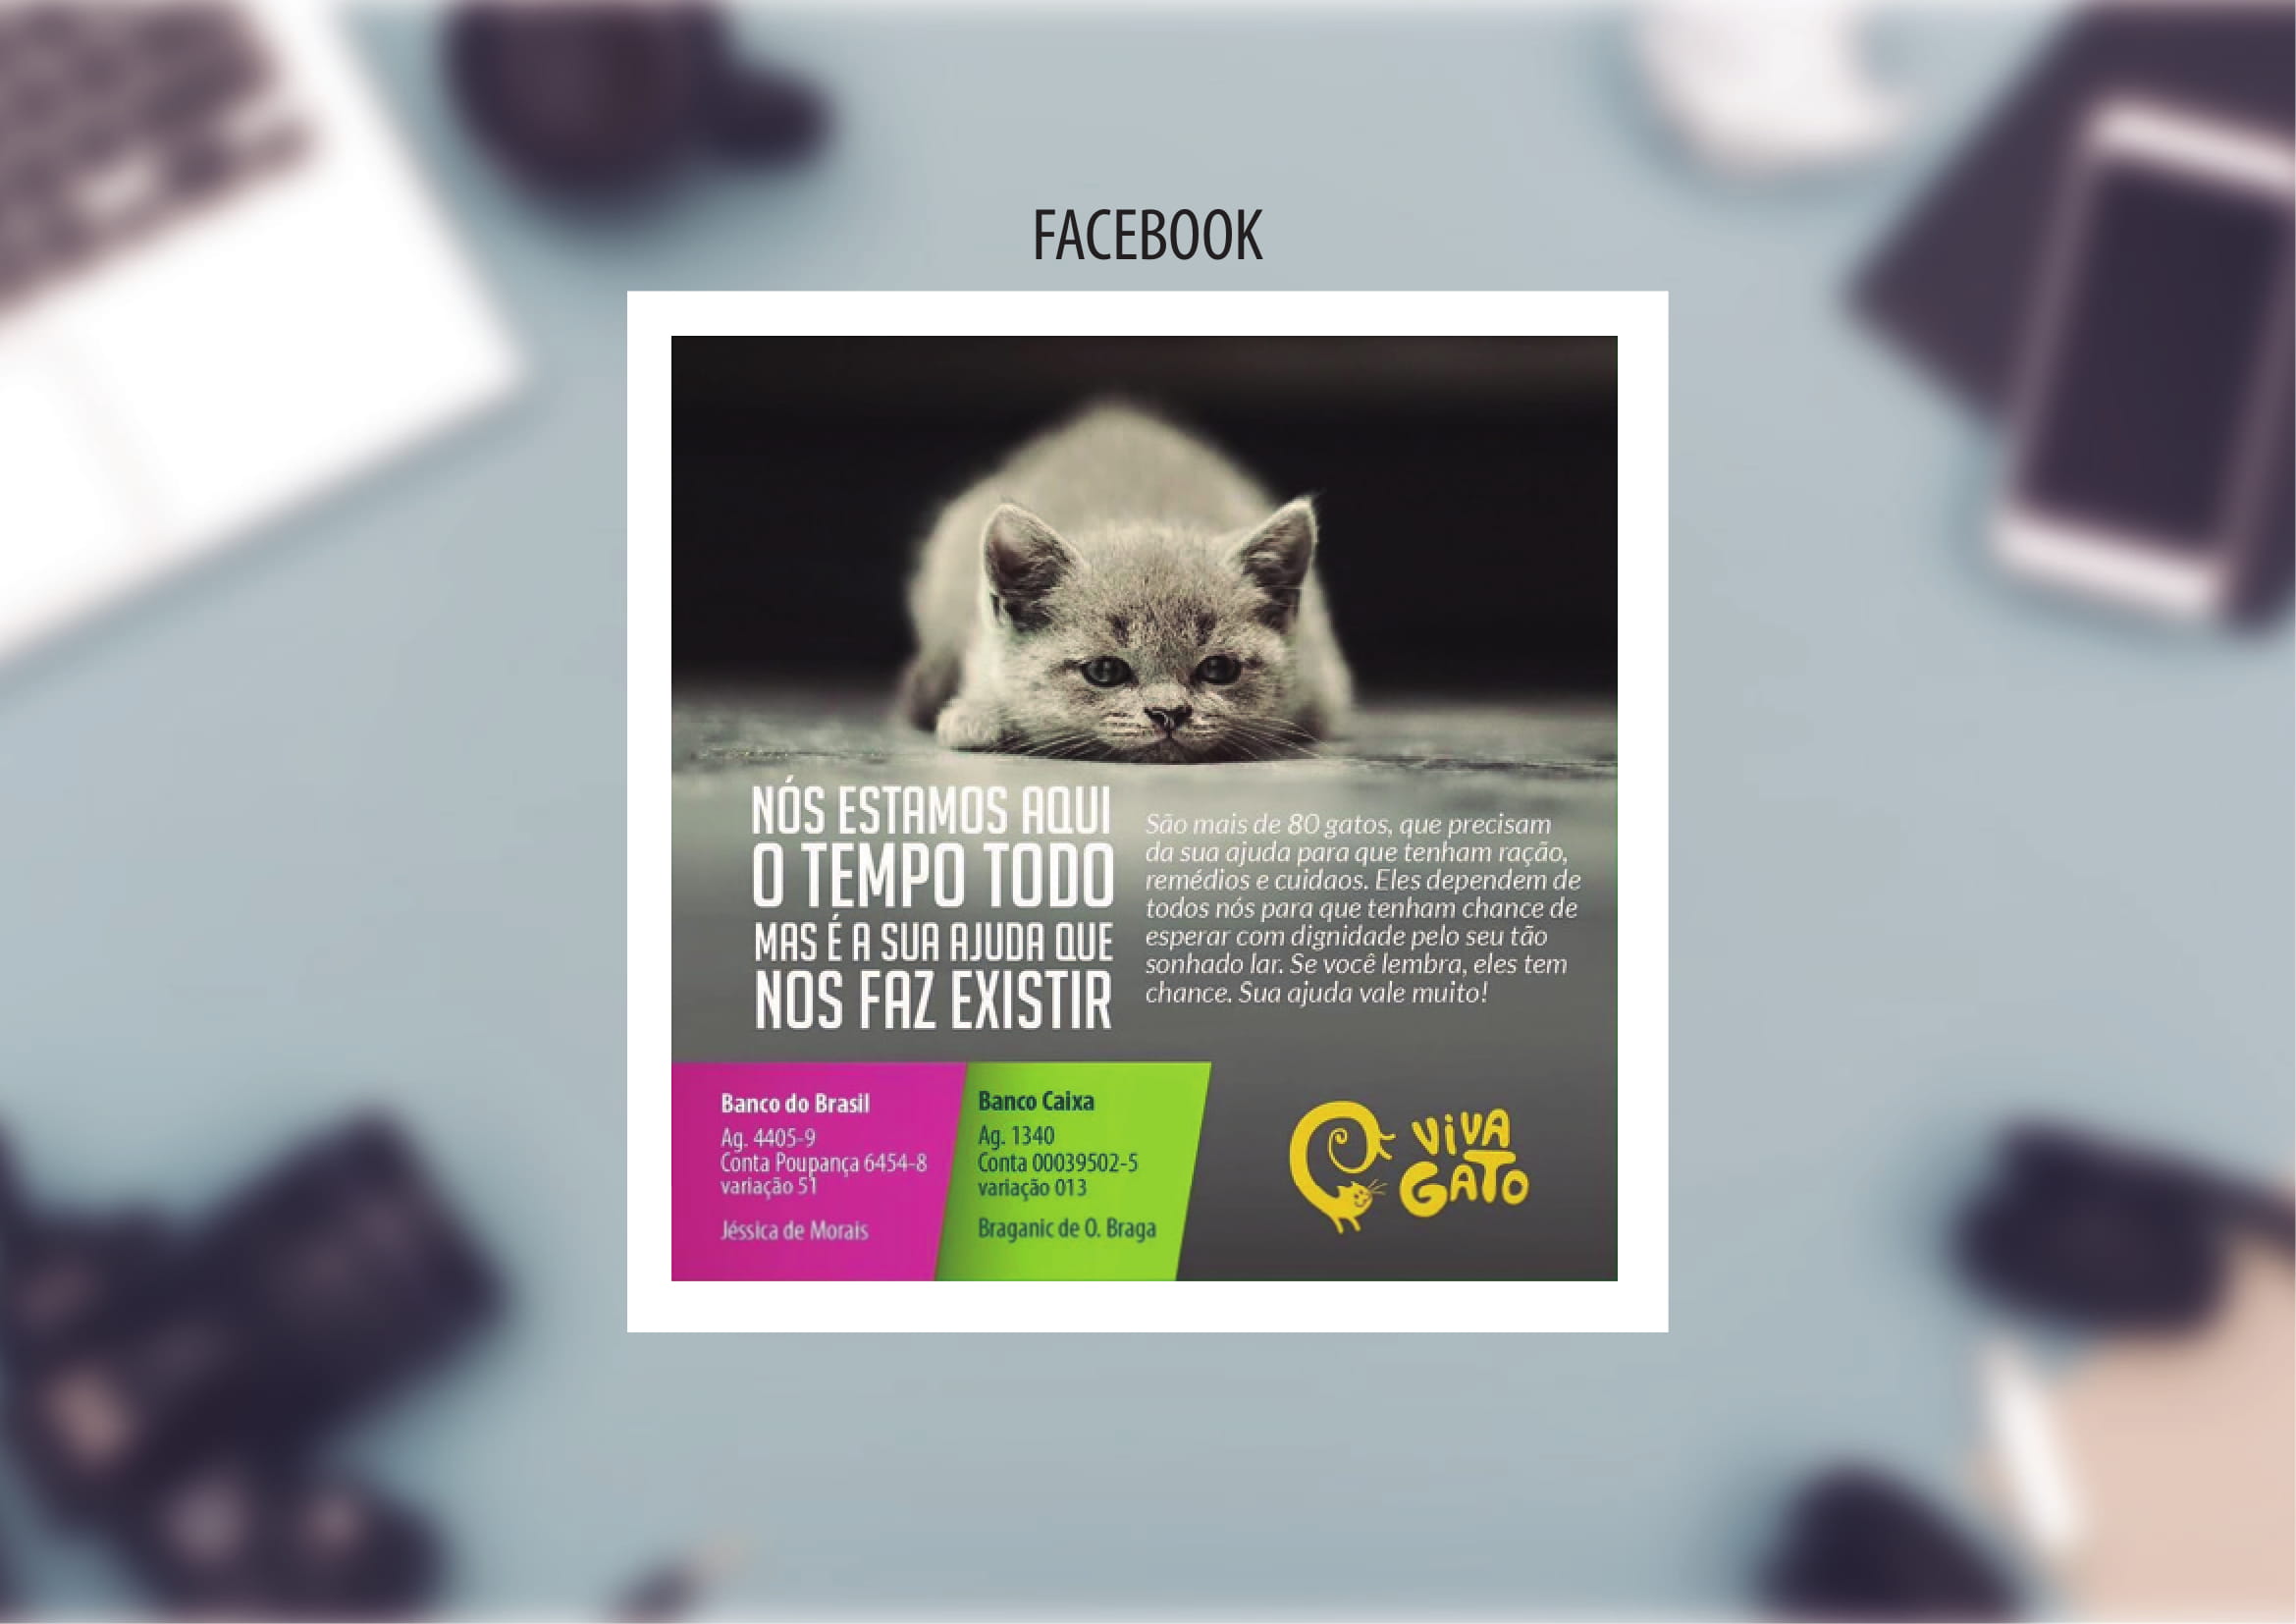 FACEBOOK
NÓS ESTAMOS AQUI
O TEMPO TODO
MAS É A SUA AJUDA QUE
NOS FAZ EXISTIR
São mais de 80 gatos, que precisam
da sua ajuda para que tenham ração,
remédios e cuidaos. Eles dependem de
todos nós para que tenham chance de
esperar com dignidade pelo seu tão
sonhado lar. Se você lembra, eles tem
chance. Sua ajuda vale muito!
Banco do Brasil
Ag. 4405-9
Conta Poupança 6454-8
variação 51
Jéssica de Morais
Banco Caixa
Ag. 1340
Conta 00039502-5
variação 013
Braganic de O. Braga
ViVA
GATO